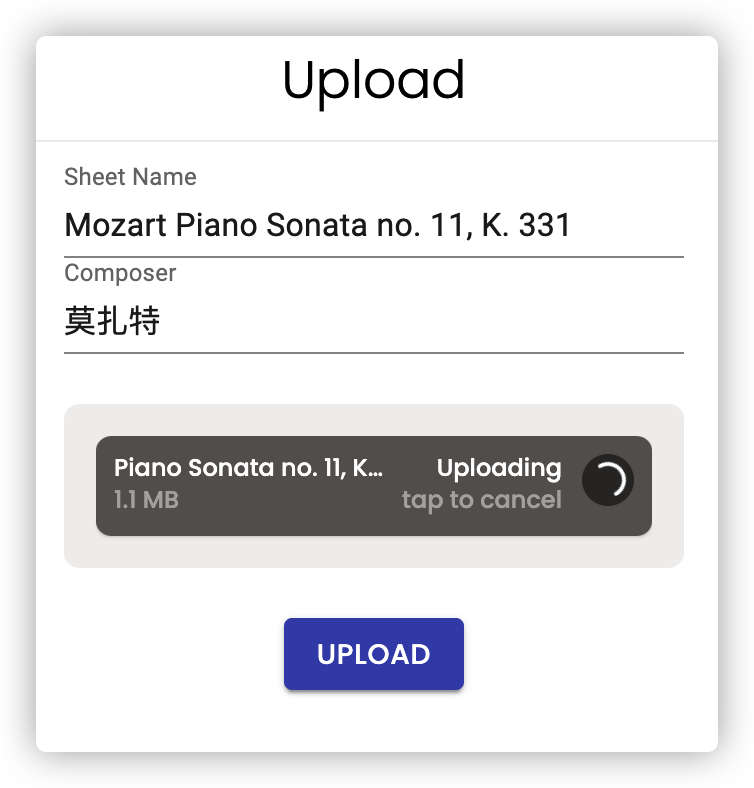 Upload
Sheet Name
Mozart Piano Sonata no. 11, K. 331
Composer
莫扎特
Piano Sonata no. 11, K... Uploading
1.1 MB tap to cancel
UPLOAD